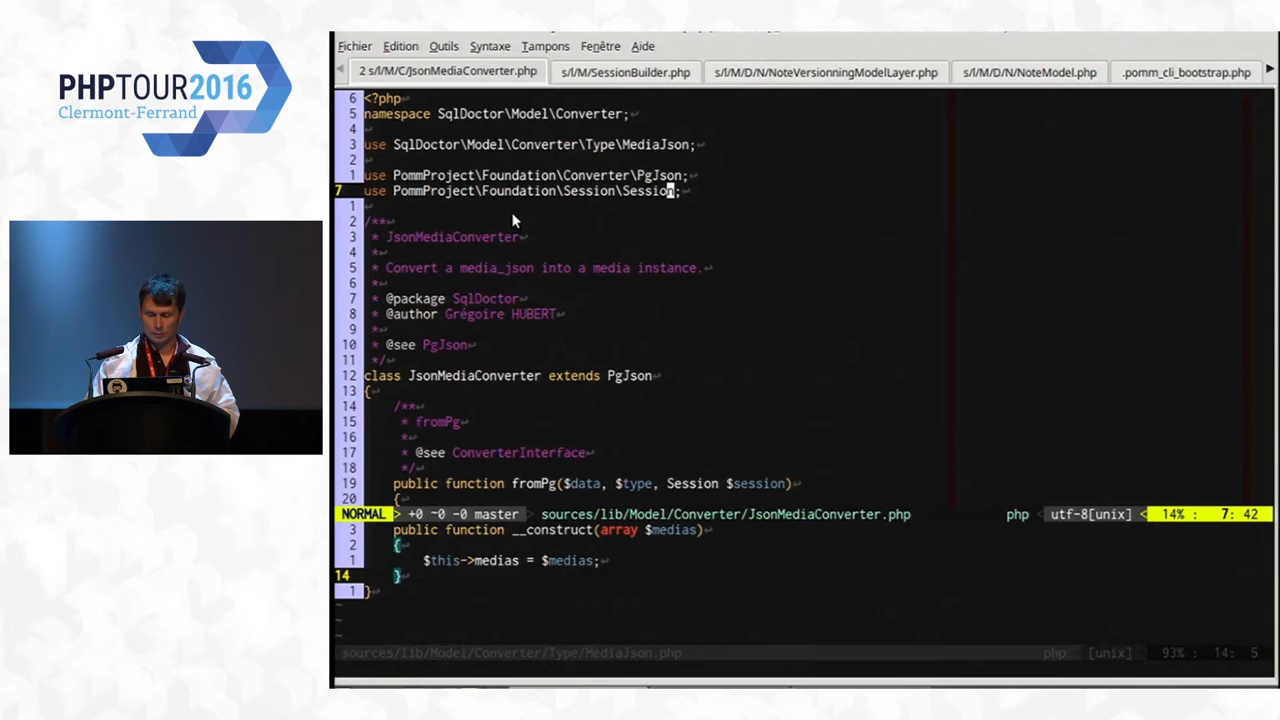 PHPTOUR2016
Clermont-Ferrand
Fichier Edition Outils Syntaxe Tampons Fenêtre Aide
2 s/l/M/C/JsonMediaConverter.php s/l/M/SessionBuilder.php s/l/M/D/N/NoteVersionningModelLayer.php s/l/M/D/N/NoteModel.php .pomm_cli_bootstrap.php
6 <?php
5 namespace SqlDoctor\Model\Converter;
4
3 use SqlDoctor\Model\Converter\Type\MediaJson;
2
1 use PommProject\Foundation\Converter\PgJson;
7 use PommProject\Foundation\Session\Session;
1
2 /**
3 * JsonMediaConverter
4 *
5 * Convert a media_json into a media instance.
6 *
7 * @package SqlDoctor
8 * @author Grégoire HUBERT
9 *
10 * @see PgJson
11 */
12 class JsonMediaConverter extends PgJson
13 {
14 /**
15 * fromPg
16 *
17 * @see ConverterInterface
18 */
19 public function fromPg($data, $type, Session $session)
20 {
NORMAL > +0 ~0 -0 master > sources/lib/Model/Converter/JsonMediaConverter.php php < utf-8[unix] < 14% : 7: 42
3 public function __construct(array $medias)
2 {
1 $this->medias = $medias;
14 }
1 }
~
~
~
sources/lib/Model/Converter/Type/MediaJson.php php < [unix] 93% : 14: 5